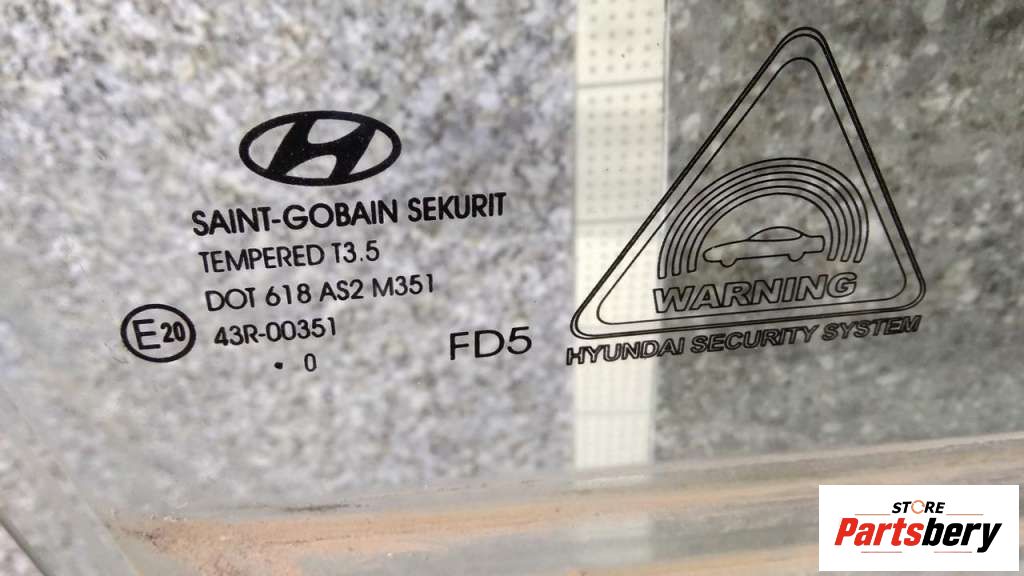 SAINT-GOBAIN SEKURIT
TEMPERED T3.5
DOT 618 AS2 M351
E20
43R-00351
• 0
FD5
WARNING
HYUNDAI SECURITY SYSTEM
STORE
Partsbery